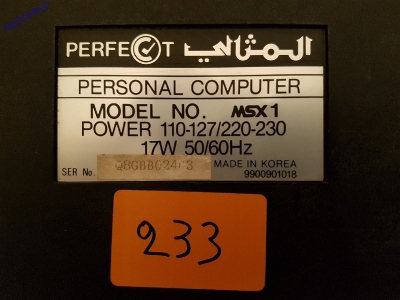 PERFECT المثالي
PERSONAL COMPUTER
MODEL NO. MSX1
POWER 110-127/220-230
17W 50/60Hz
SER No. MADE IN KOREA
9900901018
233